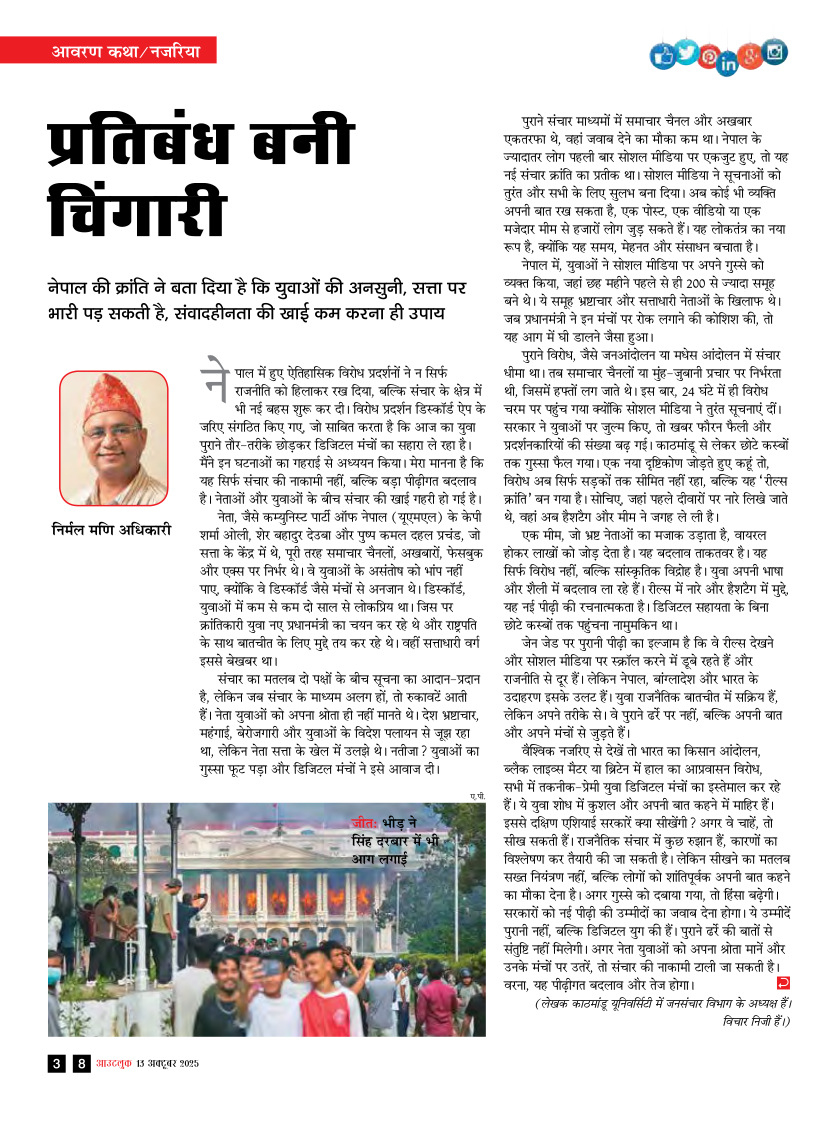 आवरण कथा/नजरिया
प्रतिबंध बनी
चिंगारी
नेपाल की क्रांति ने बता दिया है कि युवाओं की अनसुनी, सत्ता पर
भारी पड़ सकती है, संवादहीनता की खाई कम करना ही उपाय
निर्मल मणि अधिकारी
नेपाल में हुए ऐतिहासिक विरोध प्रदर्शनों ने न सिर्फ
राजनीति को हिलाकर रख दिया, बल्कि संचार के क्षेत्र में
भी नई बहस शुरू कर दी। विरोध प्रदर्शन डिस्कॉर्ड ऐप के
जरिए संगठित किए गए, जो साबित करता है कि आज का युवा
पुराने तौर-तरीके छोड़कर डिजिटल मंचों का सहारा ले रहा है।
मैंने इन घटनाओं का गहराई से अध्ययन किया। मेरा मानना है कि
यह सिर्फ संचार की नाकामी नहीं, बल्कि बड़ा पीढ़ीगत बदलाव
है। नेताओं और युवाओं के बीच संचार की खाई गहरी हो गई है।
नेता, जैसे कम्युनिस्ट पार्टी ऑफ नेपाल (यूएमएल) के केपी
शर्मा ओली, शेर बहादुर देउबा और पुष्प कमल दहल प्रचंड, जो
सत्ता के केंद्र में थे, पूरी तरह समाचार चैनलों, अखबारों, फेसबुक
और एक्स पर निर्भर थे। वे युवाओं के असंतोष को भांप नहीं
पाए, क्योंकि वे डिस्कॉर्ड जैसे मंचों से अनजान थे। डिस्कॉर्ड,
युवाओं में कम से कम दो साल से लोकप्रिय था। जिस पर
क्रांतिकारी युवा नए प्रधानमंत्री का चयन कर रहे थे और राष्ट्रपति
के साथ बातचीत के लिए मुद्दे तय कर रहे थे। वहीं सत्ताधारी वर्ग
इससे बेखबर था।
संचार का मतलब दो पक्षों के बीच सूचना का आदान-प्रदान
है, लेकिन जब संचार के माध्यम अलग हों, तो रुकावटें आती
हैं। नेता युवाओं को अपना श्रोता ही नहीं मानते थे। देश भ्रष्टाचार,
महंगाई, बेरोजगारी और युवाओं के विदेश पलायन से जूझ रहा
था, लेकिन नेता सत्ता के खेल में उलझे थे। नतीजा? युवाओं का
गुस्सा फूट पड़ा और डिजिटल मंचों ने इसे आवाज दी।
ए.पी.
जीत: भीड़ ने
सिंह दरबार में भी
आग लगाई
पुराने संचार माध्यमों में समाचार चैनल और अखबार
एकतरफा थे, वहां जवाब देने का मौका कम था। नेपाल के
ज्यादातर लोग पहली बार सोशल मीडिया पर एकजुट हुए, तो यह
नई संचार क्रांति का प्रतीक था। सोशल मीडिया ने सूचनाओं को
तुरंत और सभी के लिए सुलभ बना दिया। अब कोई भी व्यक्ति
अपनी बात रख सकता है, एक पोस्ट, एक वीडियो या एक
मजेदार मीम से हजारों लोग जुड़ सकते हैं। यह लोकतंत्र का नया
रूप है, क्योंकि यह समय, मेहनत और संसाधन बचाता है।
नेपाल में, युवाओं ने सोशल मीडिया पर अपने गुस्से को
व्यक्त किया, जहां छह महीने पहले से ही 200 से ज्यादा समूह
बने थे। ये समूह भ्रष्टाचार और सत्ताधारी नेताओं के खिलाफ थे।
जब प्रधानमंत्री ने इन मंचों पर रोक लगाने की कोशिश की, तो
यह आग में घी डालने जैसा हुआ।
पुराने विरोध, जैसे जनआंदोलन या मधेस आंदोलन में संचार
धीमा था। तब समाचार चैनलों या मुंह-जुबानी प्रचार पर निर्भरता
थी, जिसमें हफ्तों लग जाते थे। इस बार, 24 घंटे में ही विरोध
चरम पर पहुंच गया क्योंकि सोशल मीडिया ने तुरंत सूचनाएं दीं।
सरकार ने युवाओं पर जुल्म किए, तो खबर फौरन फैली और
प्रदर्शनकारियों की संख्या बढ़ गई। काठमांडू से लेकर छोटे कस्बों
तक गुस्सा फैल गया। एक नया दृष्टिकोण जोड़ते हुए कहूं तो,
विरोध अब सिर्फ सड़कों तक सीमित नहीं रहा, बल्कि यह ‘रील्स
क्रांति’ बन गया है। सोचिए, जहां पहले दीवारों पर नारे लिखे जाते
थे, वहां अब हैशटैग और मीम ने जगह ले ली है।
एक मीम, जो भ्रष्ट नेताओं का मजाक उड़ाता है, वायरल
होकर लाखों को जोड़ देता है। यह बदलाव ताकतवर है। यह
सिर्फ विरोध नहीं, बल्कि सांस्कृतिक विद्रोह है। युवा अपनी भाषा
और शैली में बदलाव ला रहे हैं। रील्स में नारे और हैशटैग में मुद्दे,
यह नई पीढ़ी की रचनात्मकता है। डिजिटल सहायता के बिना
छोटे कस्बों तक पहुंचना नामुमकिन था।
जेन जेड पर पुरानी पीढ़ी का इल्जाम है कि वे रील्स देखने
और सोशल मीडिया पर स्क्रॉल करने में डूबे रहते हैं और
राजनीति से दूर हैं। लेकिन नेपाल, बांग्लादेश और भारत के
उदाहरण इसके उलट हैं। युवा राजनैतिक बातचीत में सक्रिय हैं,
लेकिन अपने तरीके से। वे पुराने ढर्रे पर नहीं, बल्कि अपनी बात
और अपने मंचों से जुड़ते हैं।
वैश्विक नजरिए से देखें तो भारत का किसान आंदोलन,
ब्लैक लाइव्स मैटर या ब्रिटेन में हाल का आप्रवासन विरोध,
सभी में तकनीक-प्रेमी युवा डिजिटल मंचों का इस्तेमाल कर रहे
हैं। ये युवा शोध में कुशल और अपनी बात कहने में माहिर हैं।
इससे दक्षिण एशियाई सरकारें क्या सीखेंगी? अगर वे चाहें, तो
सीख सकती हैं। राजनैतिक संचार में कुछ रुझान हैं, कारणों का
विश्लेषण कर तैयारी की जा सकती है। लेकिन सीखने का मतलब
सख्त नियंत्रण नहीं, बल्कि लोगों को शांतिपूर्वक अपनी बात कहने
का मौका देना है। अगर गुस्से को दबाया गया, तो हिंसा बढ़ेगी।
सरकारों को नई पीढ़ी की उम्मीदों का जवाब देना होगा। ये उम्मीदें
पुरानी नहीं, बल्कि डिजिटल युग की हैं। पुराने ढर्रे की बातों से
संतुष्टि नहीं मिलेगी। अगर नेता युवाओं को अपना श्रोता मानें और
उनके मंचों पर उतरें, तो संचार की नाकामी टाली जा सकती है।
वरना, यह पीढ़ीगत बदलाव और तेज होगा।
(लेखक काठमांडू यूनिवर्सिटी में जनसंचार विभाग के अध्यक्ष हैं।
विचार निजी हैं।)
3 8 आउटलुक 13 अक्टूबर 2025